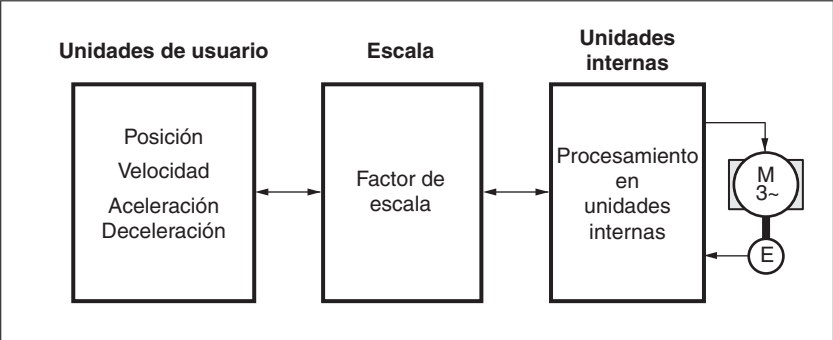 Unidades de usuario
Escala
Unidades
internas
Posición
Velocidad
Aceleración
Deceleración
Factor de
escala
Procesamiento
en
unidades
internas
M
3~
E